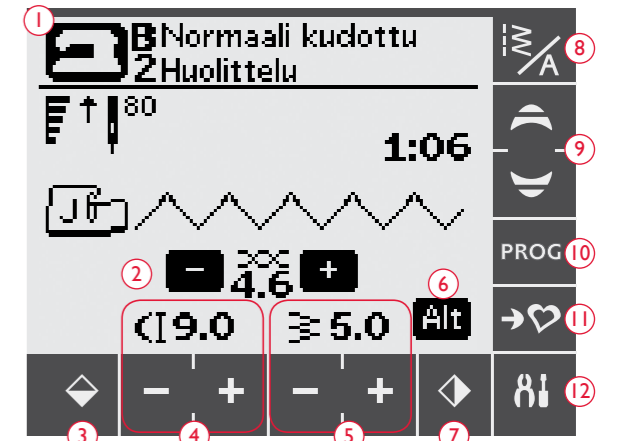 1
B Normaali kudottu
2 Huolittelu
80
1:06
J
2
- 4.6 +
6
9.0
5.0
Alt
- +
- +
3
4
5
7
A
8
9
PROG 10
11
12